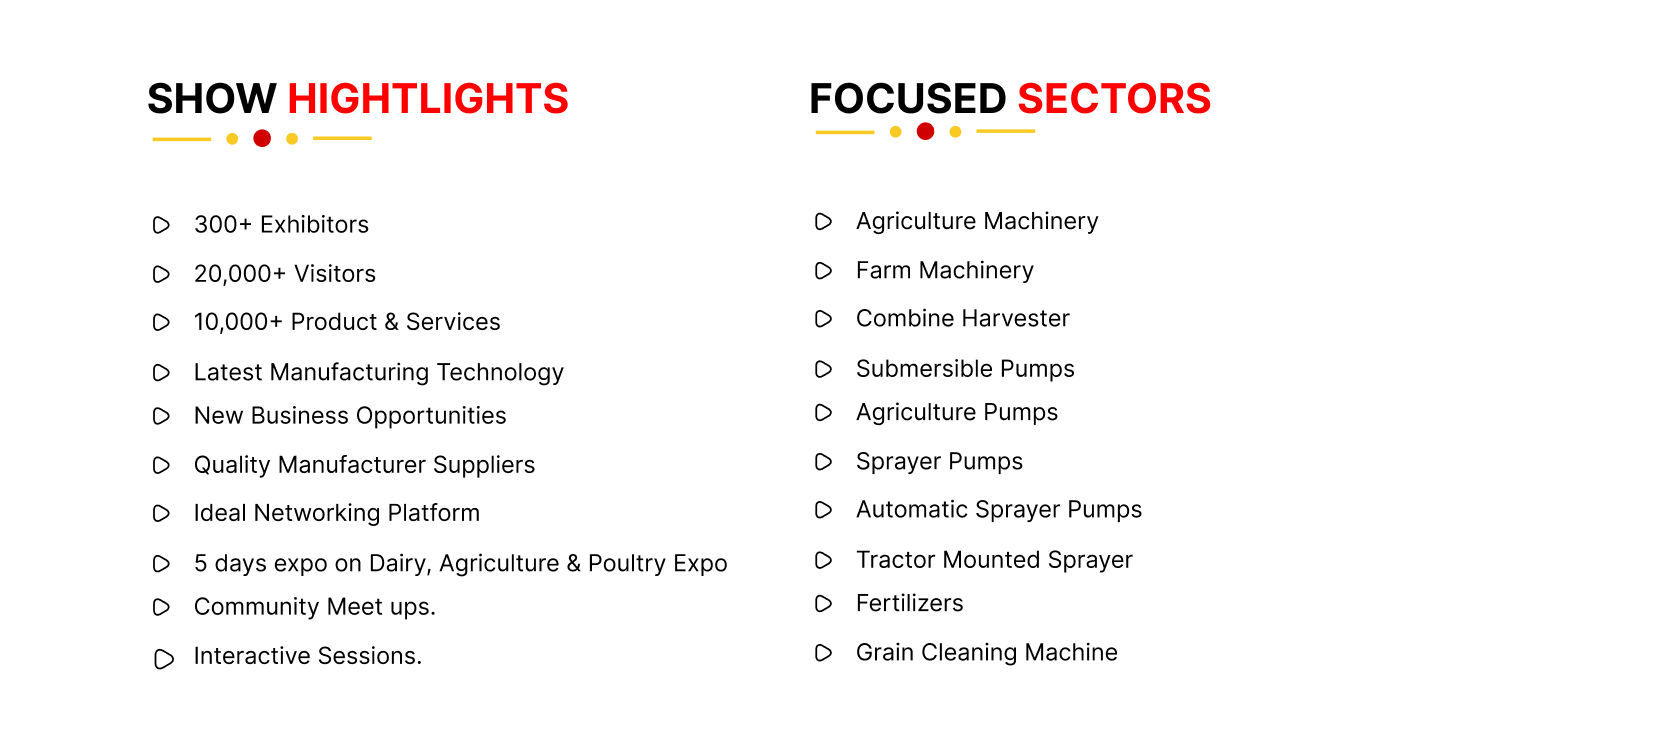 SHOW HIGHTLIGHTS
300+ Exhibitors
20,000+ Visitors
10,000+ Product & Services
Latest Manufacturing Technology
New Business Opportunities
Quality Manufacturer Suppliers
Ideal Networking Platform
5 days expo on Dairy, Agriculture & Poultry Expo
Community Meet ups.
Interactive Sessions.
FOCUSED SECTORS
Agriculture Machinery
Farm Machinery
Combine Harvester
Submersible Pumps
Agriculture Pumps
Sprayer Pumps
Automatic Sprayer Pumps
Tractor Mounted Sprayer
Fertilizers
Grain Cleaning Machine